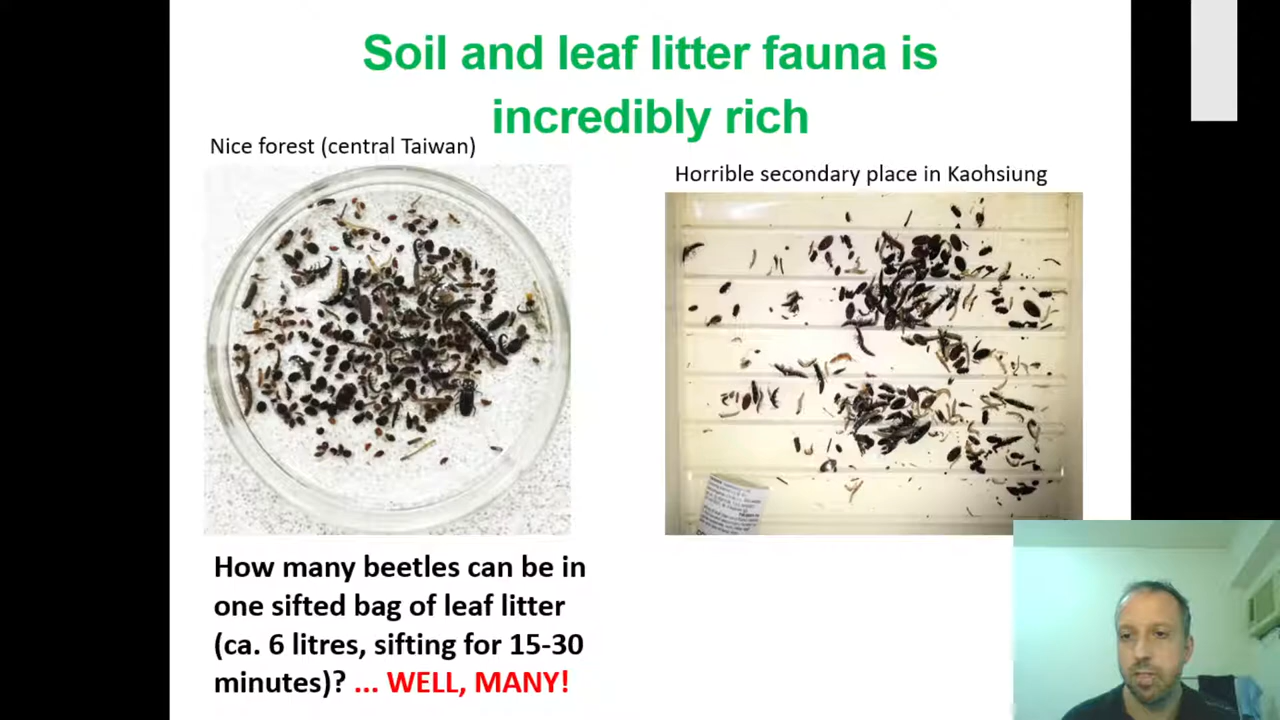 Soil and leaf litter fauna is
incredibly rich
Nice forest (central Taiwan)
Horrible secondary place in Kaohsiung
How many beetles can be in
one sifted bag of leaf litter
(ca. 6 litres, sifting for 15-30
minutes)? ... WELL, MANY!